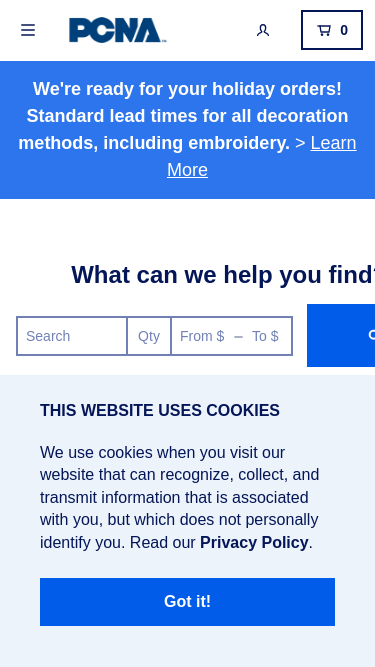 PCNA
0
We're ready for your holiday orders!
Standard lead times for all decoration
methods, including embroidery. > Learn
More
What can we help you find?
Search
Qty
From $ – To $
THIS WEBSITE USES COOKIES
We use cookies when you visit our
website that can recognize, collect, and
transmit information that is associated
with you, but which does not personally
identify you. Read our Privacy Policy.
Got it!